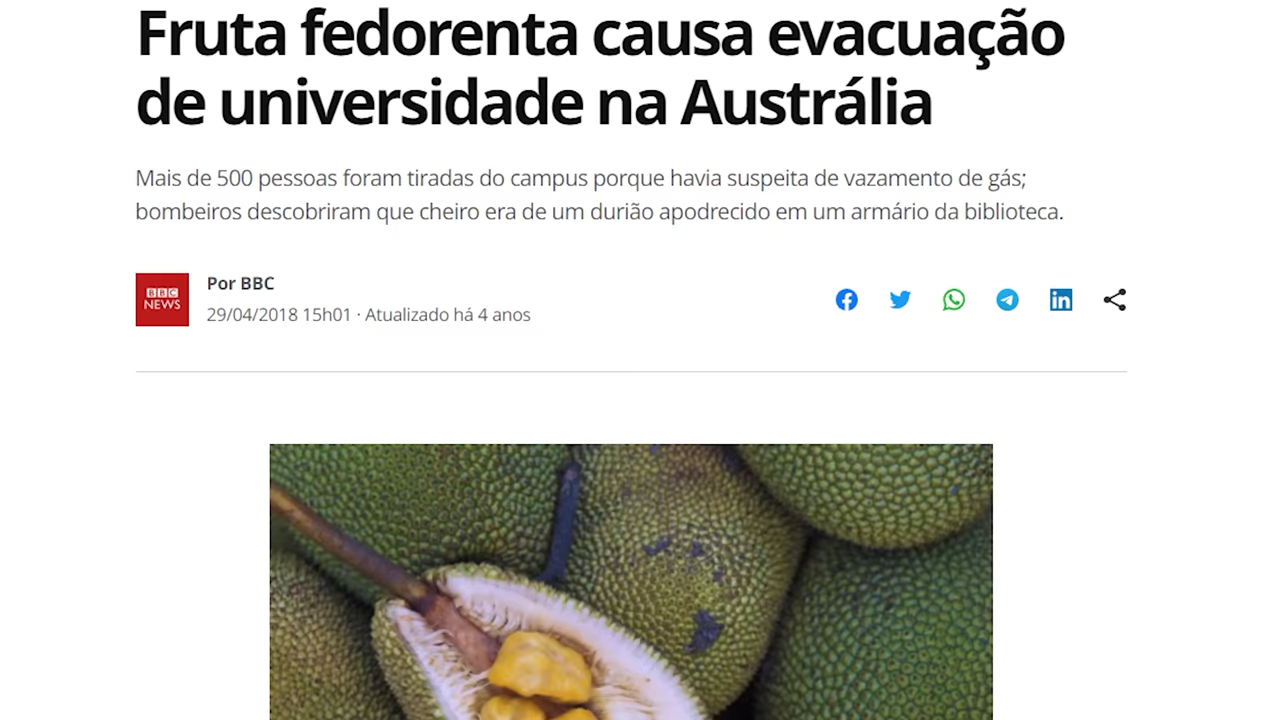 Fruta fedorenta causa evacuação
de universidade na Austrália
Mais de 500 pessoas foram tiradas do campus porque havia suspeita de vazamento de gás;
bombeiros descobriram que cheiro era de um durião apodrecido em um armário da biblioteca.
BBC
NEWS
Por BBC
29/04/2018 15h01 · Atualizado há 4 anos
in